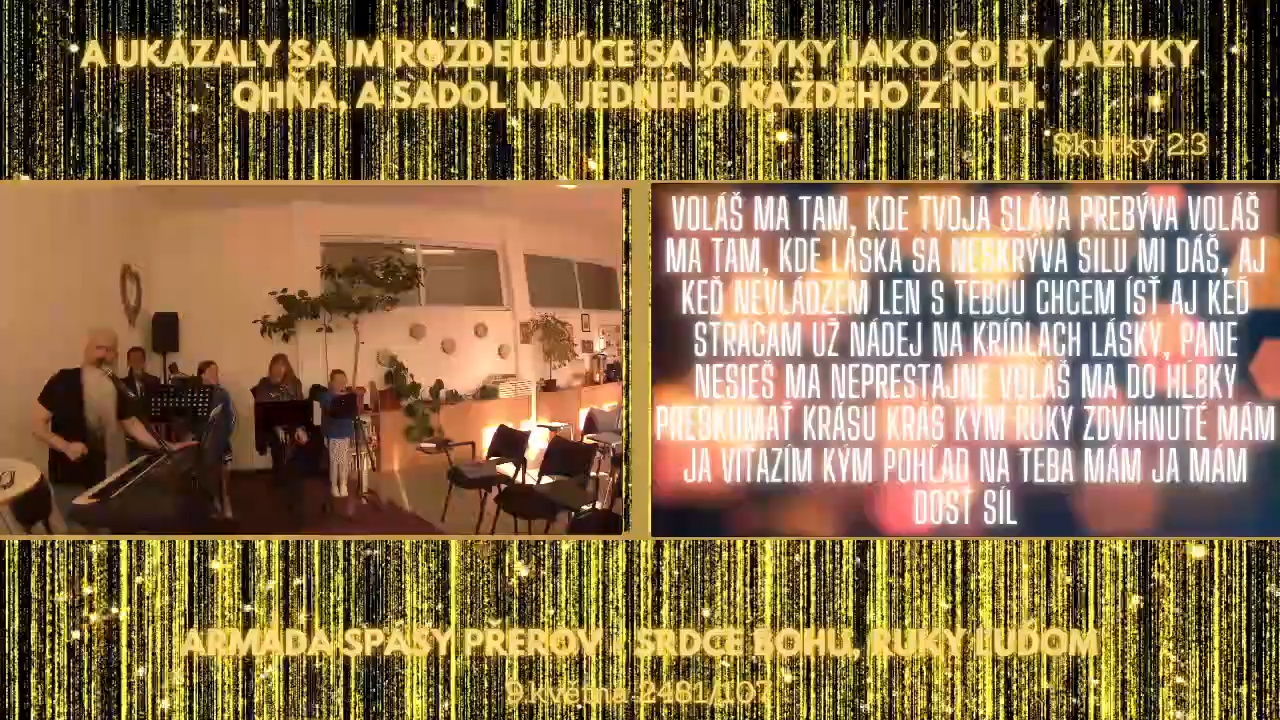 A UKÁZALY SA IM ROZDEĽUJÚCE SA JAZYKY JAKO ČO BY JAZYKY
OHŇA, A SADOL NA JEDNÉHO KAŽDÉHO Z NICH.
Skutky 2:3
VOLÁŠ MA TAM, KDE TVOJA SLÁVA PREBÝVA VOLÁŠ
MA TAM, KDE LÁSKA SA NESKRÝVA SILU MI DÁŠ, AJ
KEĎ NEVLÁDZEM LEN S TEBOU CHCEM ÍSŤ AJ KEĎ
STRÁCAM UŽ NÁDEJ NA KRÍDLACH LÁSKY, PANE
NESIEŠ MA NEPRESTAJNE VOLÁŠ MA DO HĹBKY
PRESKÚMAŤ KRÁSU KRÁS KÝM RUKY ZDVIHNUTÉ MÁM
JA VÍŤAZÍM KÝM POHĽAD NA TEBA MÁM JA MÁM
DOSŤ SÍL
ARMÁDA SPÁSY PŘEROV | SRDCE BOHU, RUKY ĽUĎOM
9.května 2481/107